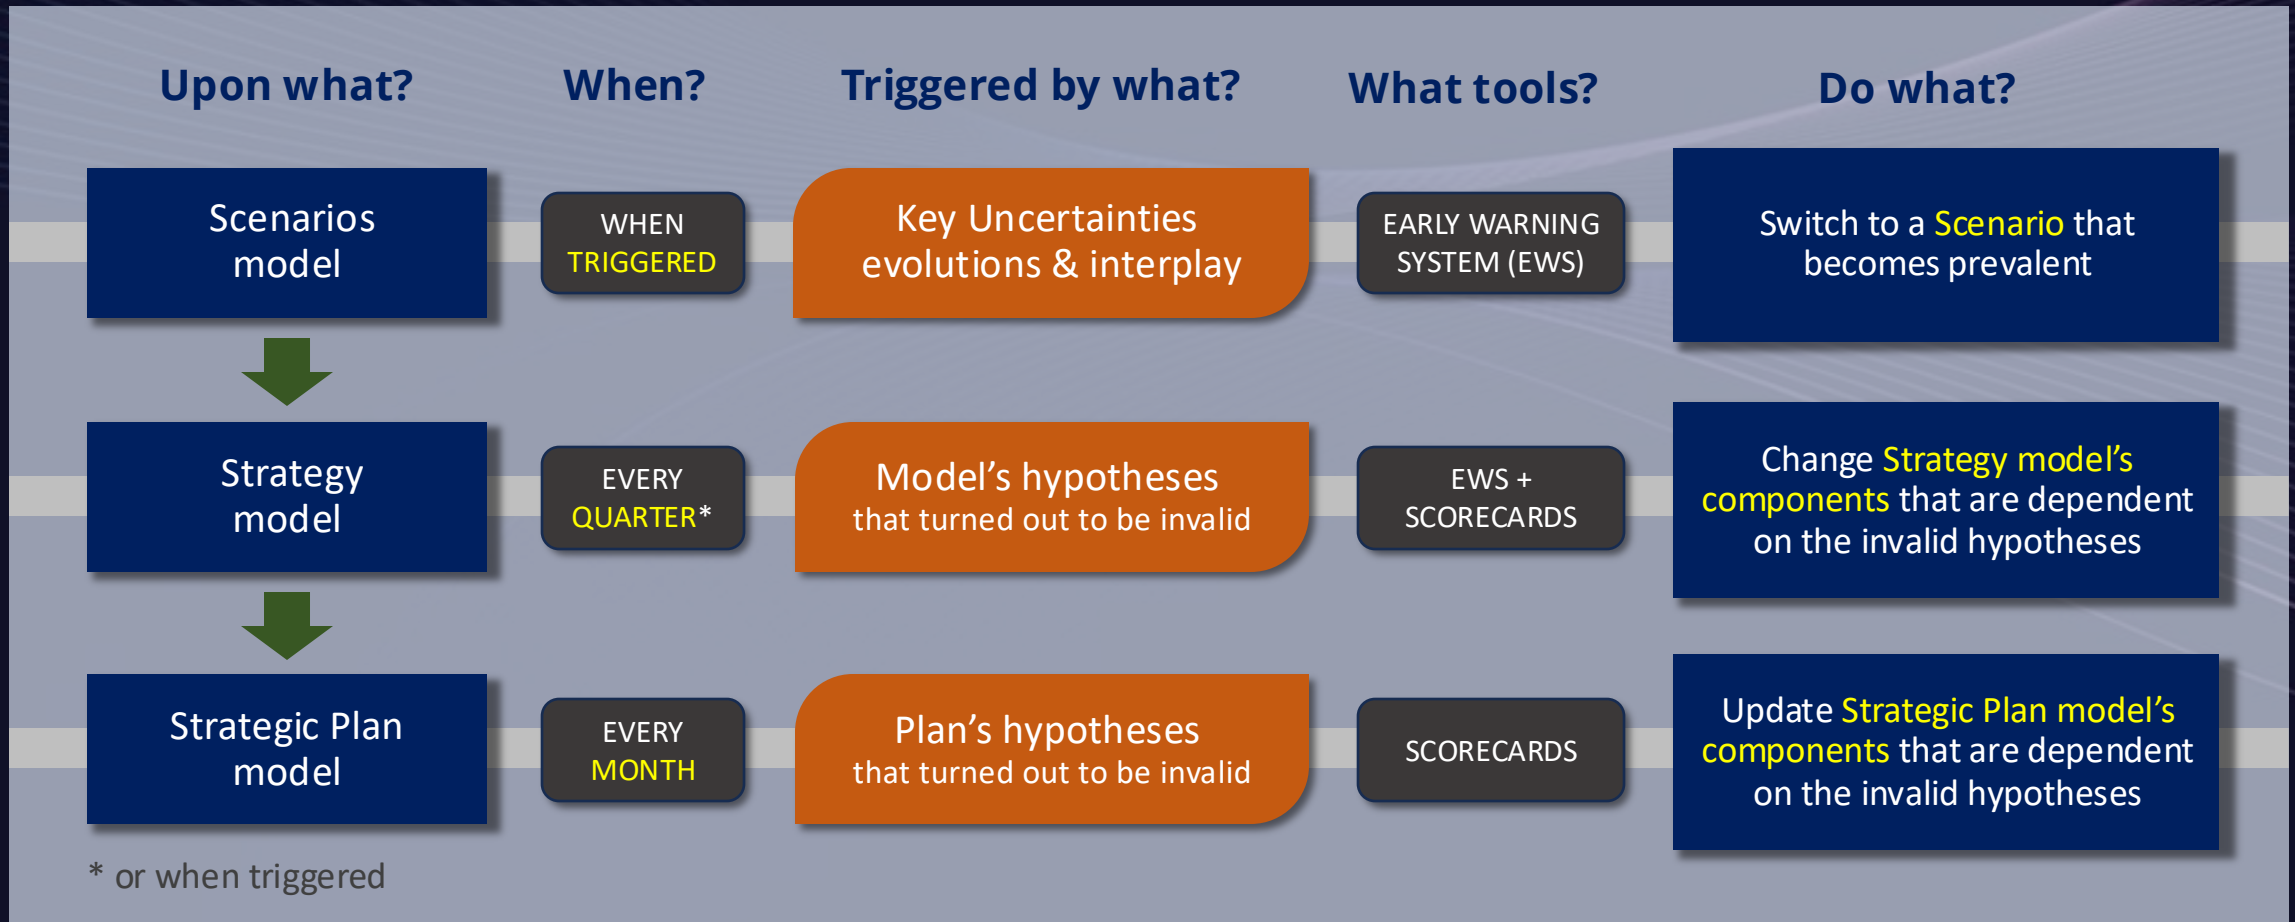 Upon what?
When?
Triggered by what?
What tools?
Do what?
Scenarios
model
WHEN
TRIGGERED
Key Uncertainties
evolutions & interplay
EARLY WARNING
SYSTEM (EWS)
Switch to a Scenario that
becomes prevalent
Strategy
model
EVERY
QUARTER*
Model’s hypotheses
that turned out to be invalid
EWS +
SCORECARDS
Change Strategy model’s
components that are dependent
on the invalid hypotheses
Strategic Plan
model
EVERY
MONTH
Plan’s hypotheses
that turned out to be invalid
SCORECARDS
Update Strategic Plan model’s
components that are dependent
on the invalid hypotheses
* or when triggered